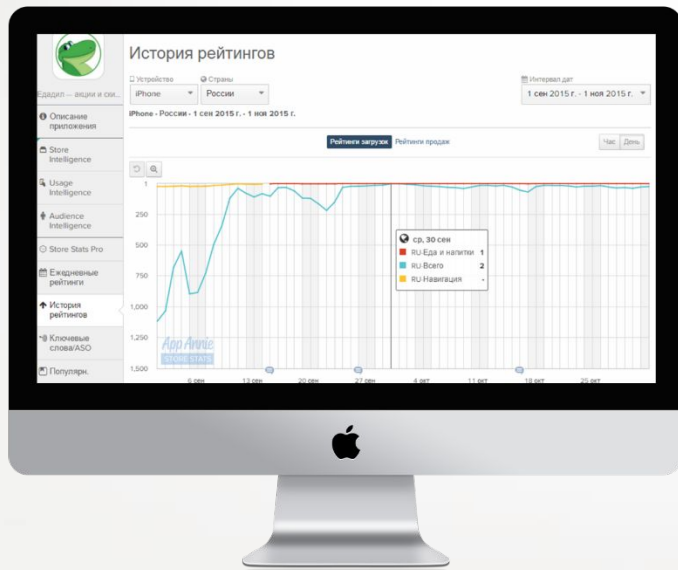 История рейтингов
Едадил — акции и ски...
Устройства
Страны
Интервал дат
iPhone
России
1 сен 2015 г. - 1 ноя 2015 г.
iPhone - России - 1 сен 2015 г. - 1 ноя 2015 г.
Описание
приложения
Store
Intelligence
Usage
Intelligence
Audience
Intelligence
Store Stats Pro
Ежедневные
рейтинги
История
рейтингов
Ключевые
слова/ASO
Популярн.
Рейтинги загрузок
Рейтинги продаж
Час
День
1
250
500
750
1,000
1,250
1,500
ср, 30 сен
RU-Еда и напитки 1
RU-Всего 2
RU-Навигация -
App Annie
STORE STATS
6 сен
13 сен
20 сен
27 сен
4 окт
11 окт
18 окт
25 окт